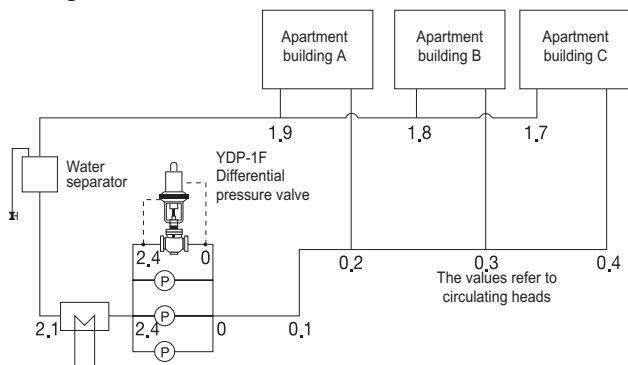 Apartment
building A
Apartment
building B
Apartment
building C
1.9
1.8
1.7
Water
separator
YDP-1F
Differential
pressure valve
2.4
0
0.2
0.3
0.4
The values refer to
circulating heads
P
2.1
P
2.4
0
0.1
P